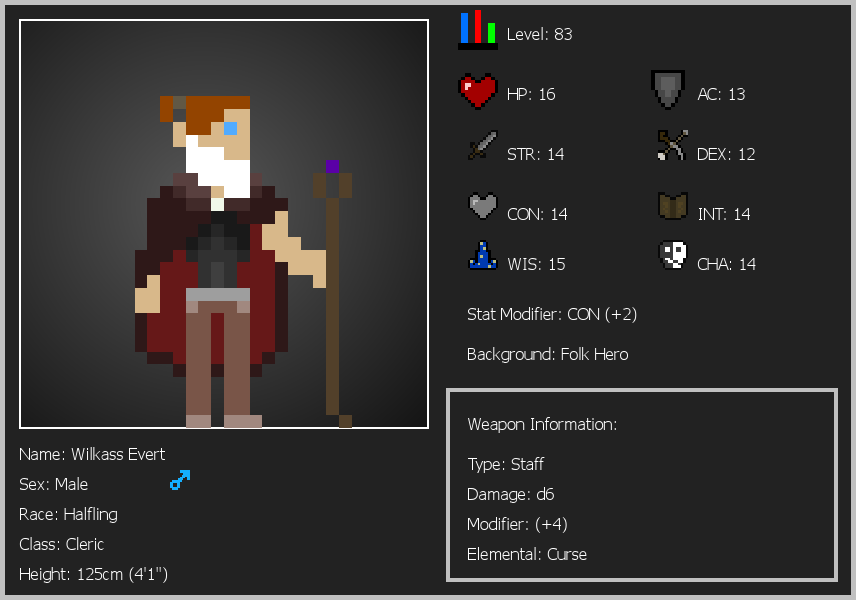 Level: 83
HP: 16
AC: 13
STR: 14
DEX: 12
CON: 14
INT: 14
WIS: 15
CHA: 14
Stat Modifier: CON (+2)
Background: Folk Hero
Weapon Information:
Type: Staff
Damage: d6
Modifier: (+4)
Elemental: Curse
Name: Wilkass Evert
Sex: Male
Race: Halfling
Class: Cleric
Height: 125cm (4'1")